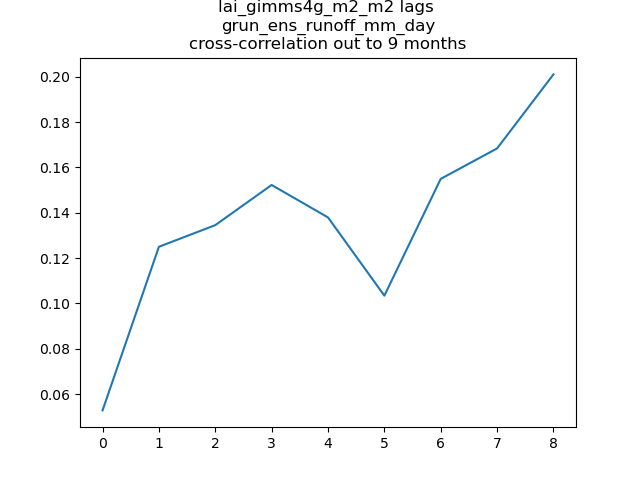 lai_gimms4g_m2_m2 lags
grun_ens_runoff_mm_day
cross-correlation out to 9 months
0.20
0.18
0.16
0.14
0.12
0.10
0.08
0.06
0 1 2 3 4 5 6 7 8